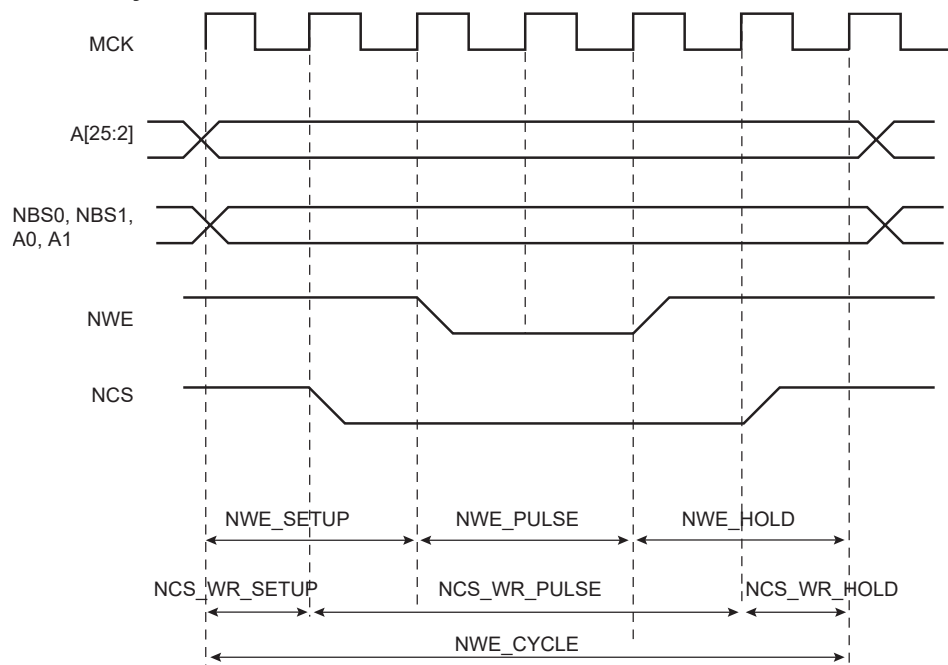 MCK
A[25:2]
NBS0, NBS1,
A0, A1
NWE
NCS
NWE_SETUP NWE_PULSE NWE_HOLD
NCS_WR_SETUP NCS_WR_PULSE NCS_WR_HOLD
NWE_CYCLE